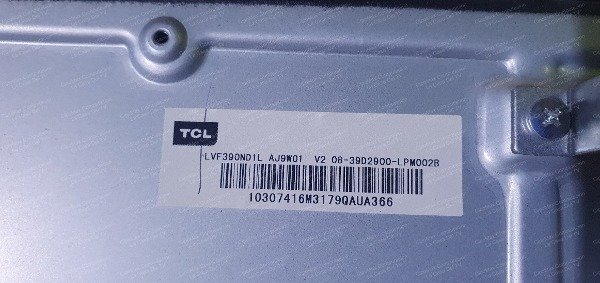 TCL
LVF390ND1L AJ9W01 V2 08-39D2900-LPM002B
10307416M3179QAUA366